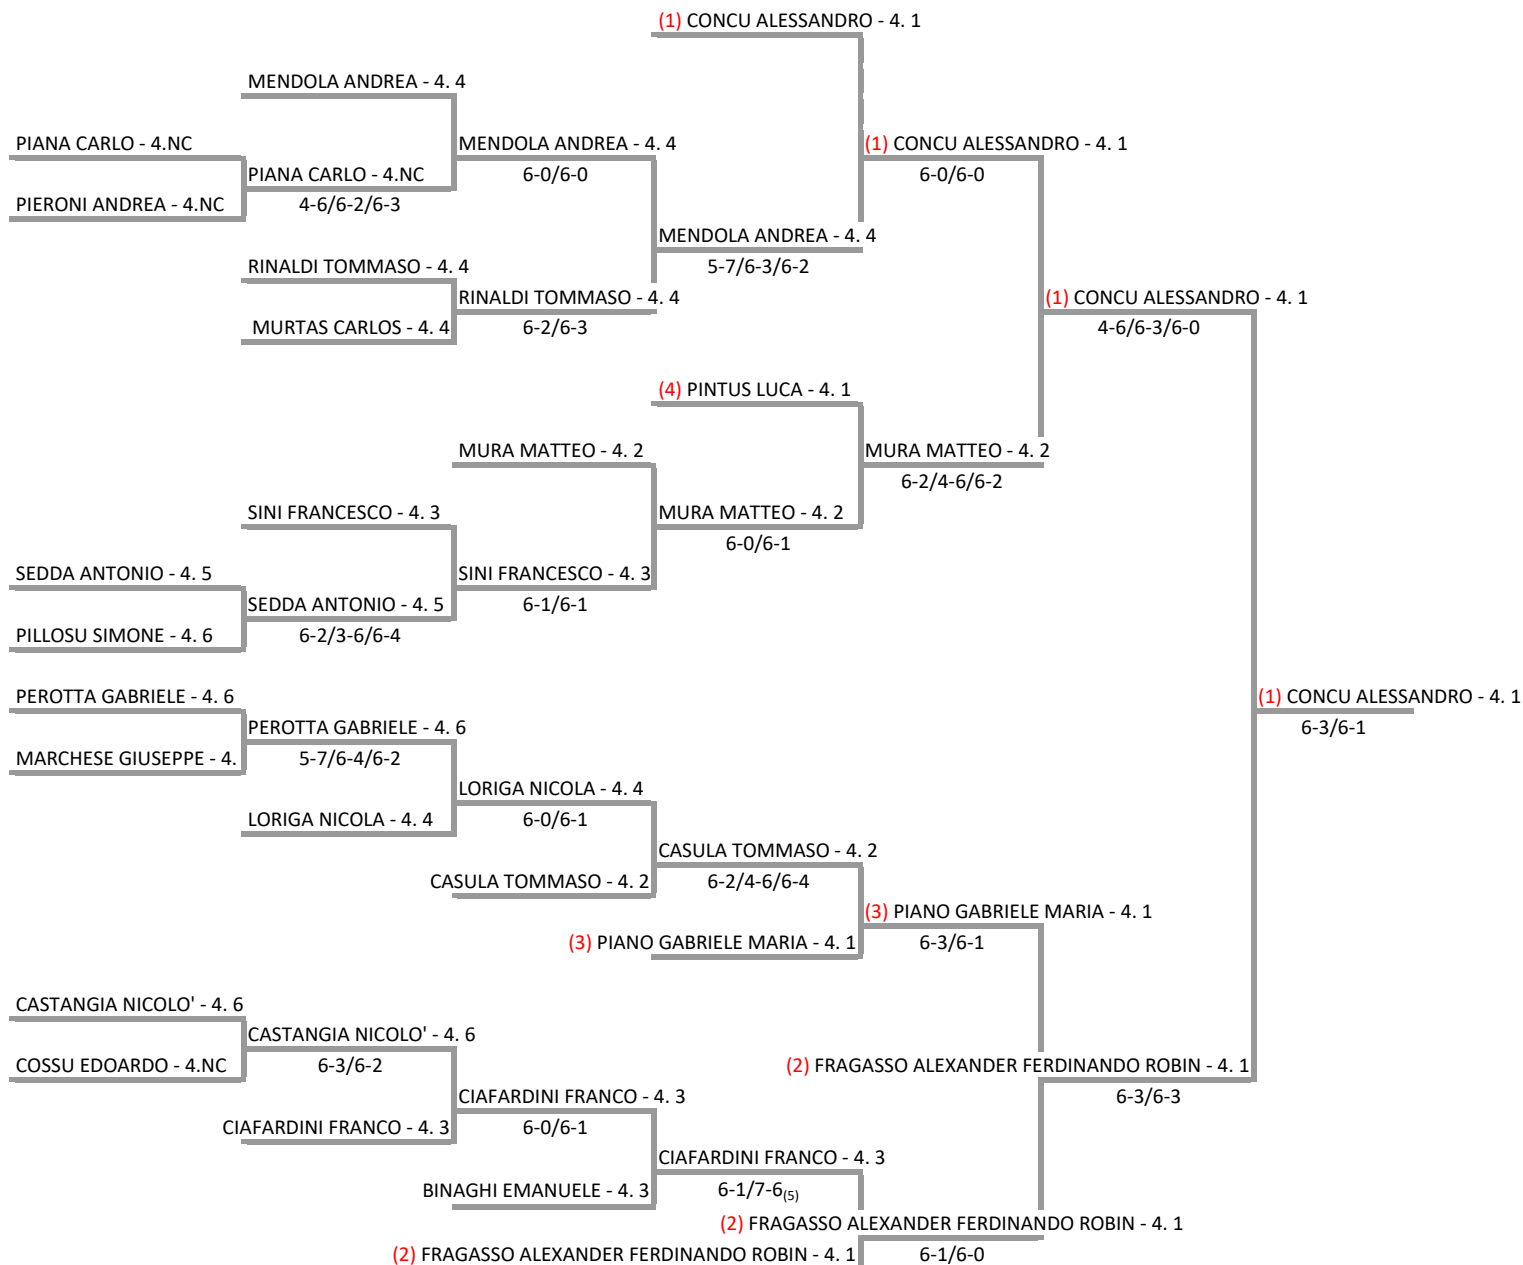 (1) CONCU ALESSANDRO - 4. 1
MENDOLA ANDREA - 4. 4
PIANA CARLO - 4.NC
MENDOLA ANDREA - 4. 4
(1) CONCU ALESSANDRO - 4. 1
6-0/6-0
6-0/6-0
PIANA CARLO - 4.NC
PIERONI ANDREA - 4.NC
4-6/6-2/6-3
MENDOLA ANDREA - 4. 4
5-7/6-3/6-2
RINALDI TOMMASO - 4. 4
RINALDI TOMMASO - 4. 4
(1) CONCU ALESSANDRO - 4. 1
MURTAS CARLOS - 4. 4
6-2/6-3
4-6/6-3/6-0
(4) PINTUS LUCA - 4. 1
MURA MATTEO - 4. 2
MURA MATTEO - 4. 2
6-2/4-6/6-2
SINI FRANCESCO - 4. 3
MURA MATTEO - 4. 2
6-0/6-1
SEDDA ANTONIO - 4. 5
SINI FRANCESCO - 4. 3
SEDDA ANTONIO - 4. 5
6-1/6-1
PILLOSU SIMONE - 4. 6
6-2/3-6/6-4
PEROTTA GABRIELE - 4. 6
(1) CONCU ALESSANDRO - 4. 1
PEROTTA GABRIELE - 4. 6
6-3/6-1
MARCHESE GIUSEPPE - 4.
5-7/6-4/6-2
LORIGA NICOLA - 4. 4
LORIGA NICOLA - 4. 4
6-0/6-1
CASULA TOMMASO - 4. 2
CASULA TOMMASO - 4. 2
6-2/4-6/6-4
(3) PIANO GABRIELE MARIA - 4. 1
(3) PIANO GABRIELE MARIA - 4. 1
6-3/6-1
CASTANGIA NICOLO' - 4. 6
CASTANGIA NICOLO' - 4. 6
COSSU EDOARDO - 4.NC
6-3/6-2
(2) FRAGASSO ALEXANDER FERDINANDO ROBIN - 4. 1
6-3/6-3
CIAFARDINI FRANCO - 4. 3
CIAFARDINI FRANCO - 4. 3
6-0/6-1
CIAFARDINI FRANCO - 4. 3
BINAGHI EMANUELE - 4. 3
6-1/7-6(5)
(2) FRAGASSO ALEXANDER FERDINANDO ROBIN - 4. 1
(2) FRAGASSO ALEXANDER FERDINANDO ROBIN - 4. 1
6-1/6-0